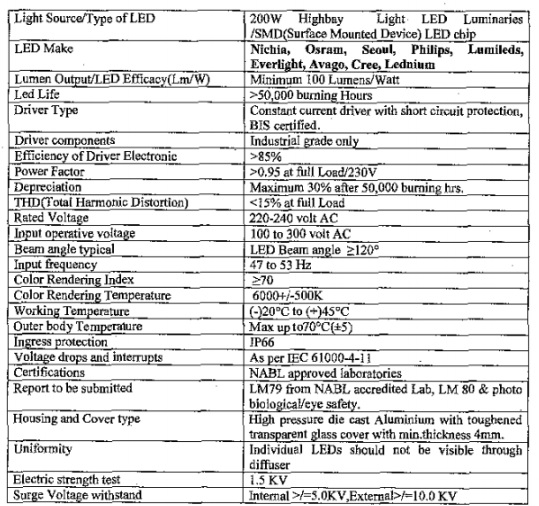 Light Source/Type of LED
200W Highbay Light LED Luminaries
/SMD(Surface Mounted Device) LED chip
LED Make
Nichia, Osram, Seoul, Philips, Lumileds,
Everlight, Avago, Cree, Lednium
Lumen Output/LED Efficacy(Lm/W)
Minimum 100 Lumens/Watt
Led Life
>50,000 burning Hours
Driver Type
Constant current driver with short circuit protection,
BIS certified.
Driver components
Industrial grade only
Efficiency of Driver Electronic
>85%
Power Factor
>0.95 at full Load/230V
Depreciation
Maximum 30% after 50,000 burning hrs.
THD(Total Harmonic Distortion)
<15% at full Load
Rated Voltage
220-240 volt AC
Input operative voltage
100 to 300 volt AC
Beam angle typical
LED Beam angle ≥120°
Input frequency
47 to 53 Hz
Color Rendering Index
≥70
Color Rendering Temperature
6000+/-500K
Working Temperature
(-)20°C to (+)45°C
Outer body Temperature
Max up to70°C(±5)
Ingress protection
IP66
Voltage drops and interrupts
As per IEC 61000-4-11
Certifications
NABL approved laboratories
Report to be submitted
LM79 from NABL accredited Lab, LM 80 & photo
biological/eye safety.
Housing and Cover type
High pressure die cast Aluminium with toughened
transparent glass cover with min.thickness 4mm.
Uniformity
Individual LEDs should not be visible through
diffuser
Electric strength test
1.5 KV
Surge Voltage withstand
Internal >/=5.0KV,External>/=10.0 KV